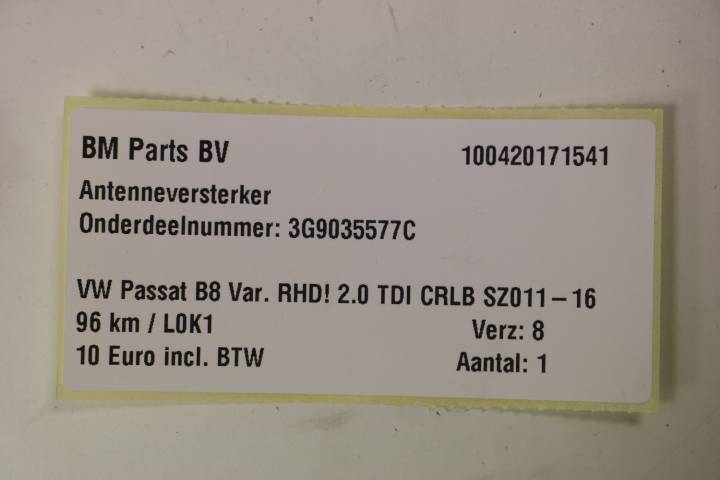 BM Parts BV 100420171541
Antenneversterker
Onderdeelnummer: 3G9035577C
VW Passat B8 Var. RHD! 2.0 TDI CRLB SZ011-16
96 km / L0K1 Verz: 8
10 Euro incl. BTW Aantal: 1